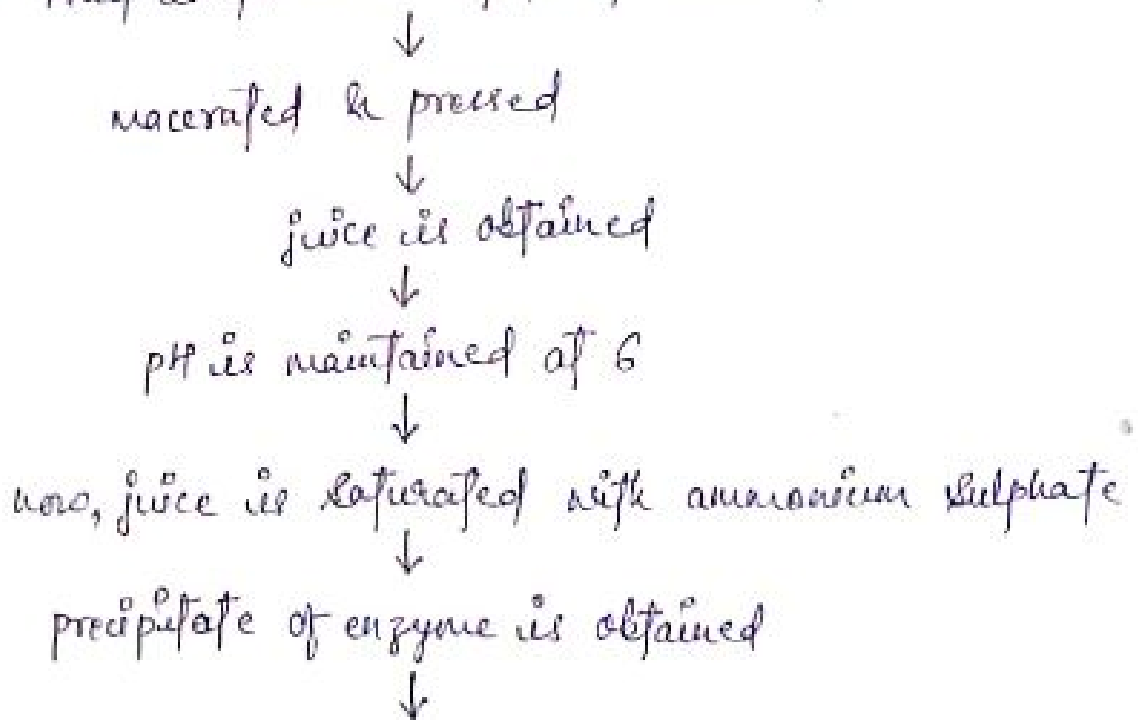 ↓
macerated & pressed
↓
juice is obtained
↓
pH is maintained at 6
↓
now, juice is saturated with ammonium sulphate
↓
precipitate of enzyme is obtained
↓